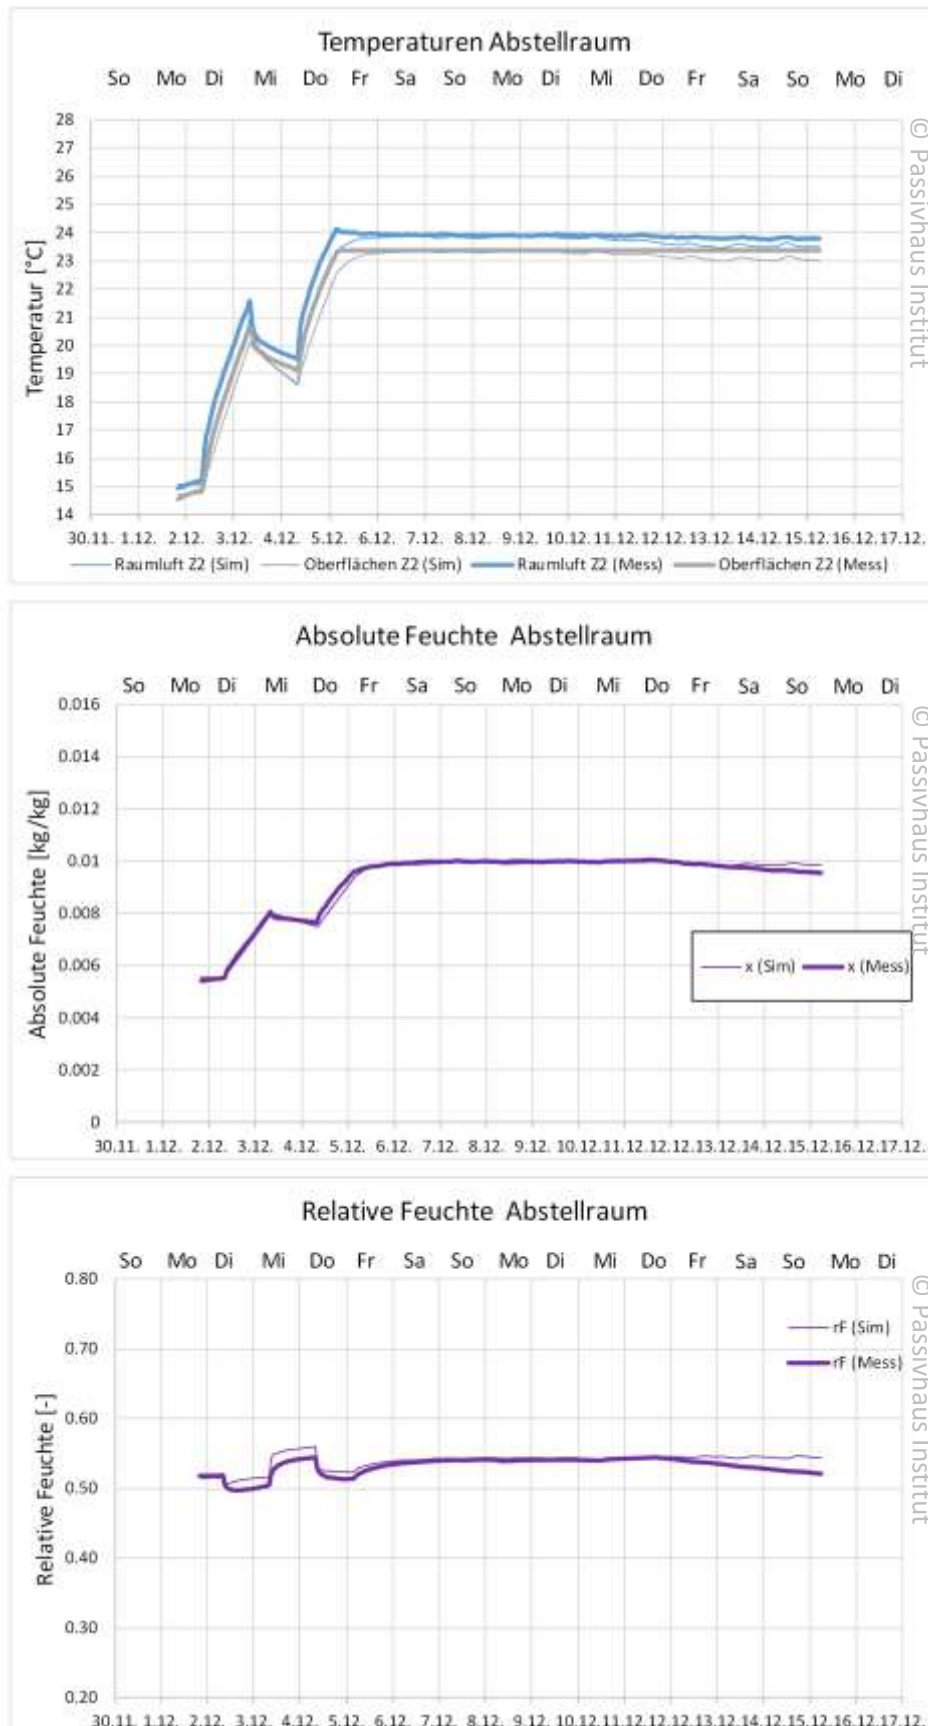 Temperaturen Abstellraum
So Mo Di Mi Do Fr Sa So Mo Di Mi Do Fr Sa So Mo Di
28
27
26
25
24
23
22
21
20
19
18
17
16
15
14
Temperatur [°C]
30.11. 1.12. 2.12. 3.12. 4.12. 5.12. 6.12. 7.12. 8.12. 9.12. 10.12. 11.12. 12.12. 13.12. 14.12. 15.12. 16.12. 17.12.
Raumluft Z2 (Sim) Oberflächen Z2 (Sim) Raumluft Z2 (Mess) Oberflächen Z2 (Mess)
© Passivhaus Institut
Absolute Feuchte Abstellraum
So Mo Di Mi Do Fr Sa So Mo Di Mi Do Fr Sa So Mo Di
0.016
0.014
0.012
0.01
0.008
0.006
0.004
0.002
0
Absolute Feuchte [kg/kg]
x (Sim) x (Mess)
30.11. 1.12. 2.12. 3.12. 4.12. 5.12. 6.12. 7.12. 8.12. 9.12. 10.12. 11.12. 12.12. 13.12. 14.12. 15.12. 16.12. 17.12.
© Passivhaus Institut
Relative Feuchte Abstellraum
So Mo Di Mi Do Fr Sa So Mo Di Mi Do Fr Sa So Mo Di
0.80
0.70
0.60
0.50
0.40
0.30
0.20
Relative Feuchte [-]
rF (Sim)
rF (Mess)
30.11. 1.12. 2.12. 3.12. 4.12. 5.12. 6.12. 7.12. 8.12. 9.12. 10.12. 11.12. 12.12. 13.12. 14.12. 15.12. 16.12. 17.12.
© Passivhaus Institut